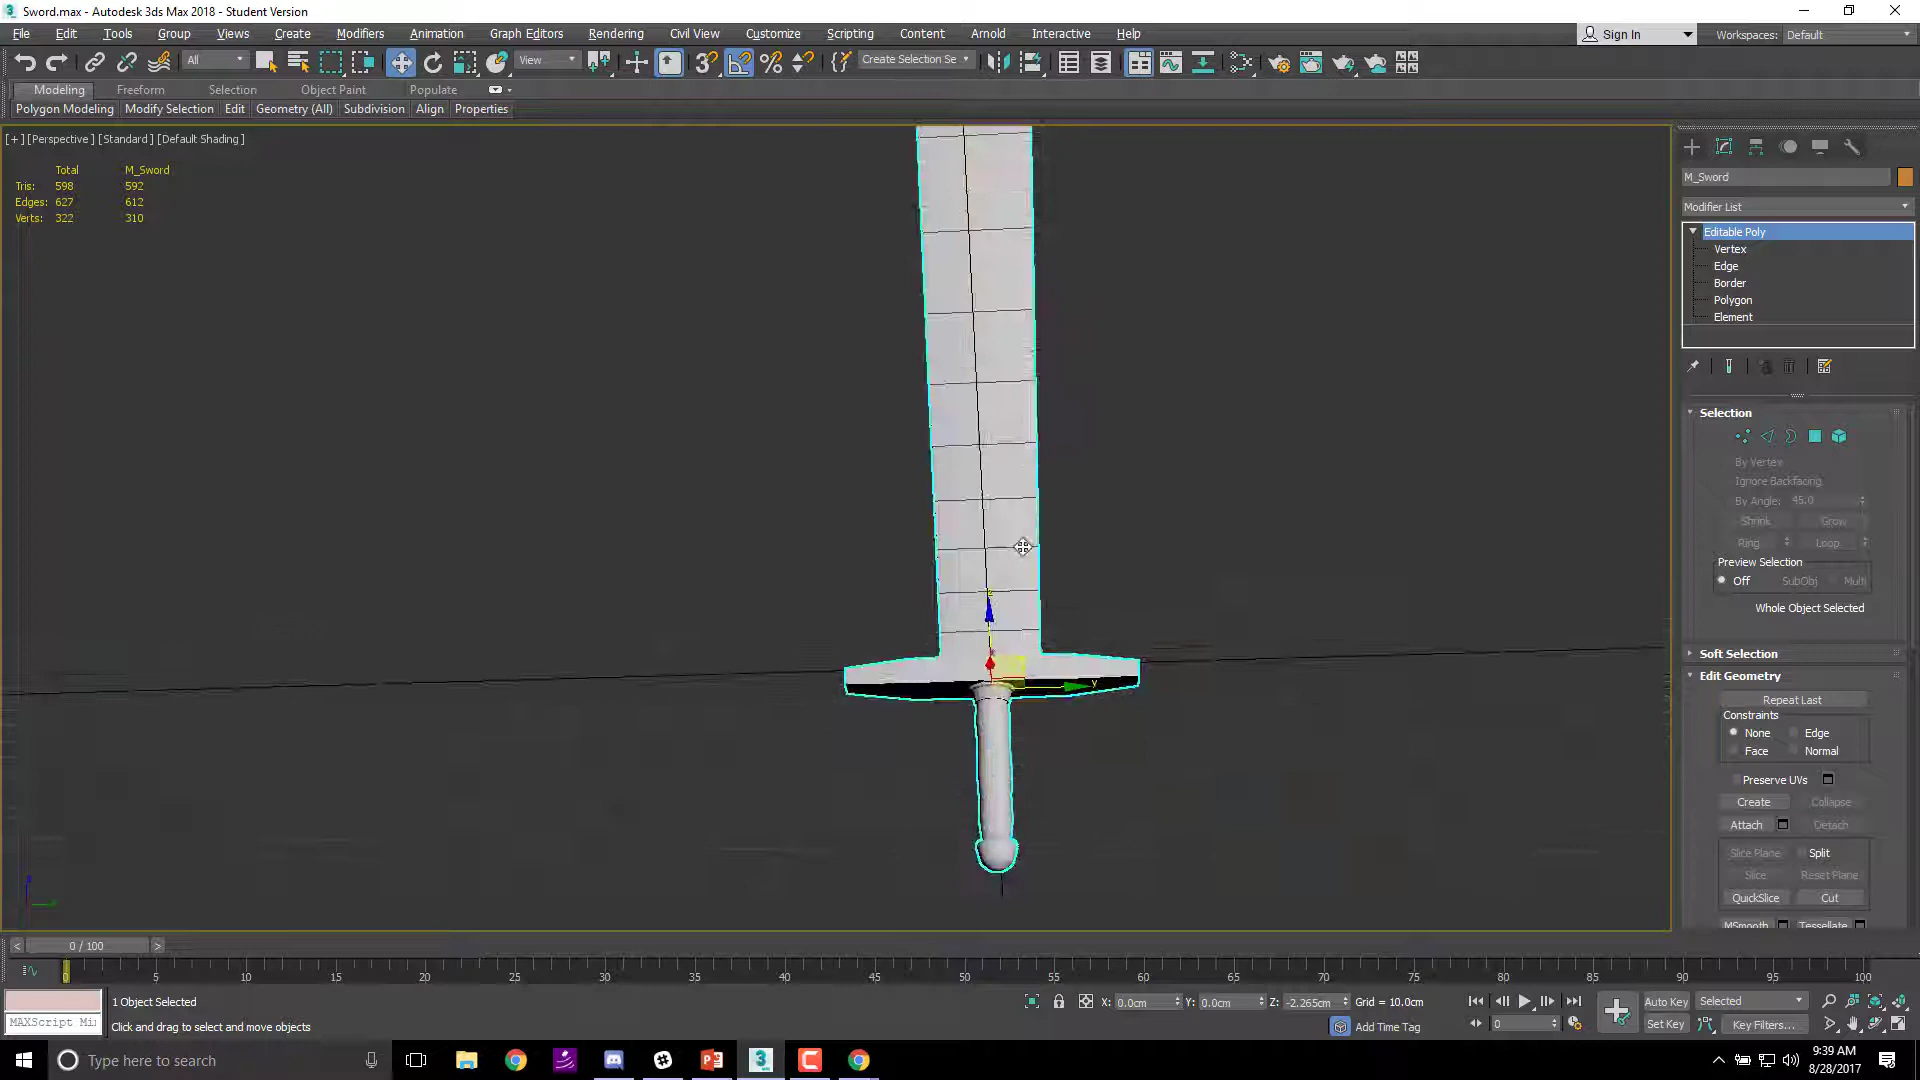 Sword.max - Autodesk 3ds Max 2018 - Student Version
File Edit Tools Group Views Create Modifiers Animation Graph Editors Rendering Civil View Customize Scripting Content Arnold Interactive Help
Sign In
Workspaces: Default
All
View
Create Selection Se
Modeling Freeform Selection Object Paint Populate
Polygon Modeling Modify Selection Edit Geometry (All) Subdivision Align Properties
[+] [Perspective ] [Standard ] [Default Shading ]
Total M_Sword
Tris: 598 592
Edges: 627 612
Verts: 322 310
M_Sword
Modifier List
Editable Poly
Vertex
Edge
Border
Polygon
Element
Selection
By Vertex
Ignore Backfacing
By Angle: 45.0
Shrink Grow
Ring Loop
Preview Selection
Off SubObj Multi
Whole Object Selected
Soft Selection
Edit Geometry
Repeat Last
Constraints
None Edge
Face Normal
Preserve UVs
Create Collapse
Attach Detach
Slice Plane Split
Slice Reset Plane
QuickSlice Cut
MSmooth Tessellate
y
0 / 100
0 5 10 15 20 25 30 35 40 45 50 55 60 65 70 75 80 85 90 95 100
1 Object Selected
X: 0.0cm Y: 0.0cm Z: -2.265cm Grid = 10.0cm
Auto Key Selected
MAXScript Mi
Click and drag to select and move objects
Add Time Tag
0
Set Key Key Filters...
Type here to search
9:39 AM
8/28/2017